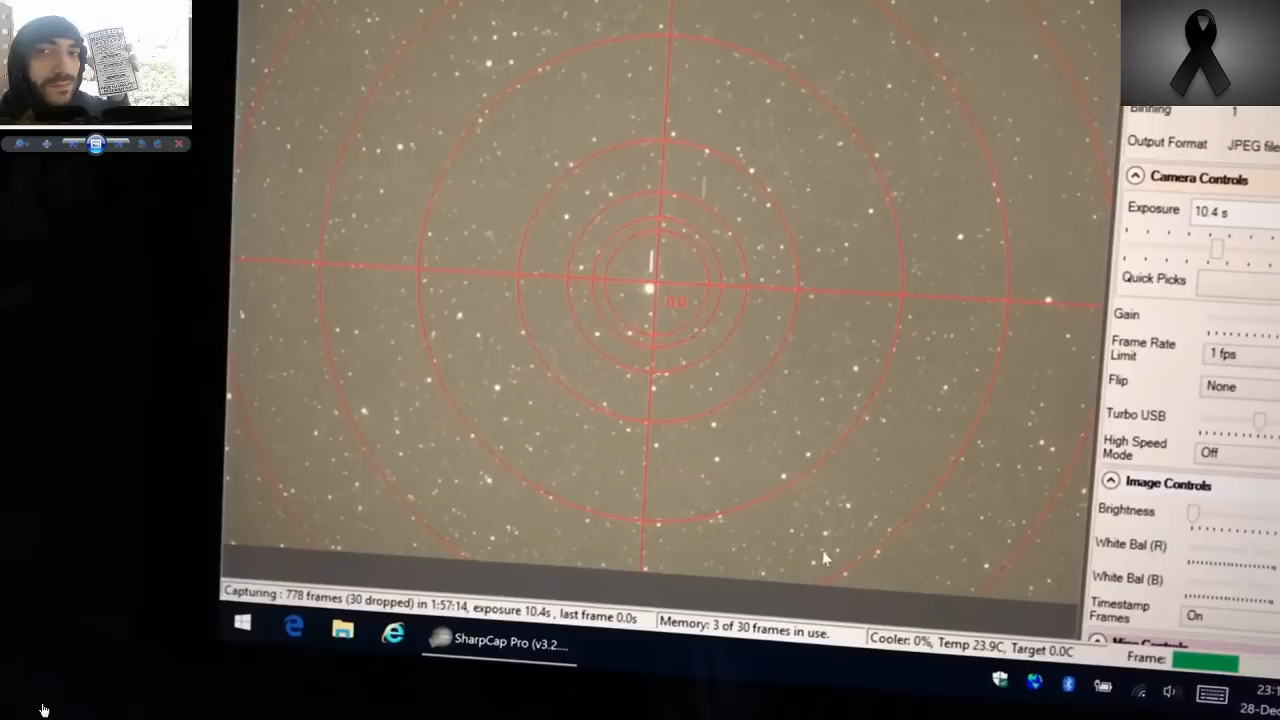 Binning 1
Output Format JPEG file
Camera Controls
Exposure 10.4 s
Quick Picks
Gain
Frame Rate Limit 1 fps
Flip None
Turbo USB
High Speed Mode Off
Image Controls
Brightness
White Bal (R)
White Bal (B)
Timestamp Frames On
0.0
Capturing : 778 frames (30 dropped) in 1:57:14, exposure 10.4s , last frame 0.0s
Memory: 3 of 30 frames in use.
Cooler: 0%, Temp 23.9C, Target 0.0C
Frame:
SharpCap Pro (v3.2....
23:1
28-Dec